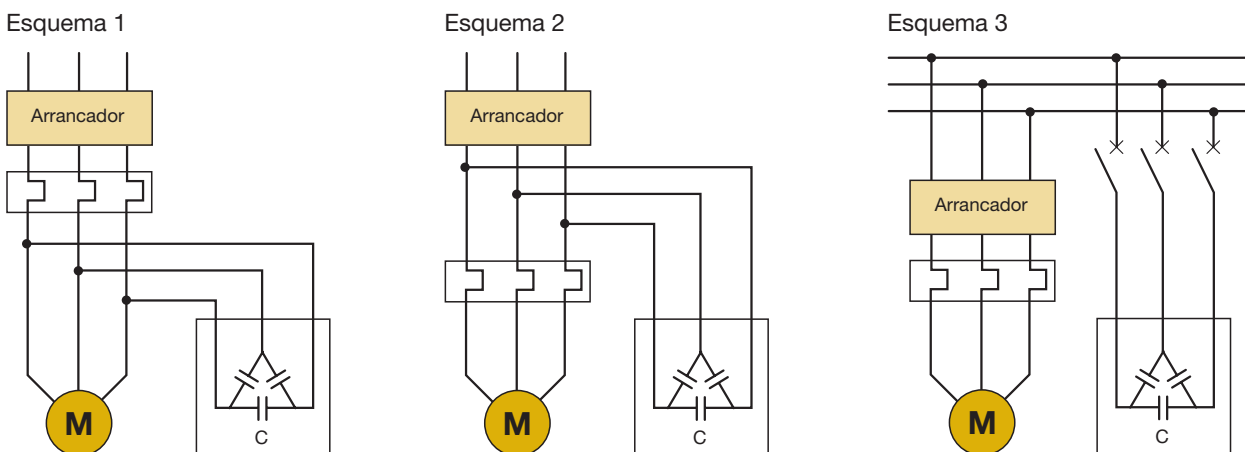 Esquema 1
Esquema 2
Esquema 3
Arrancador
Arrancador
Arrancador
M
C
M
C
M
C